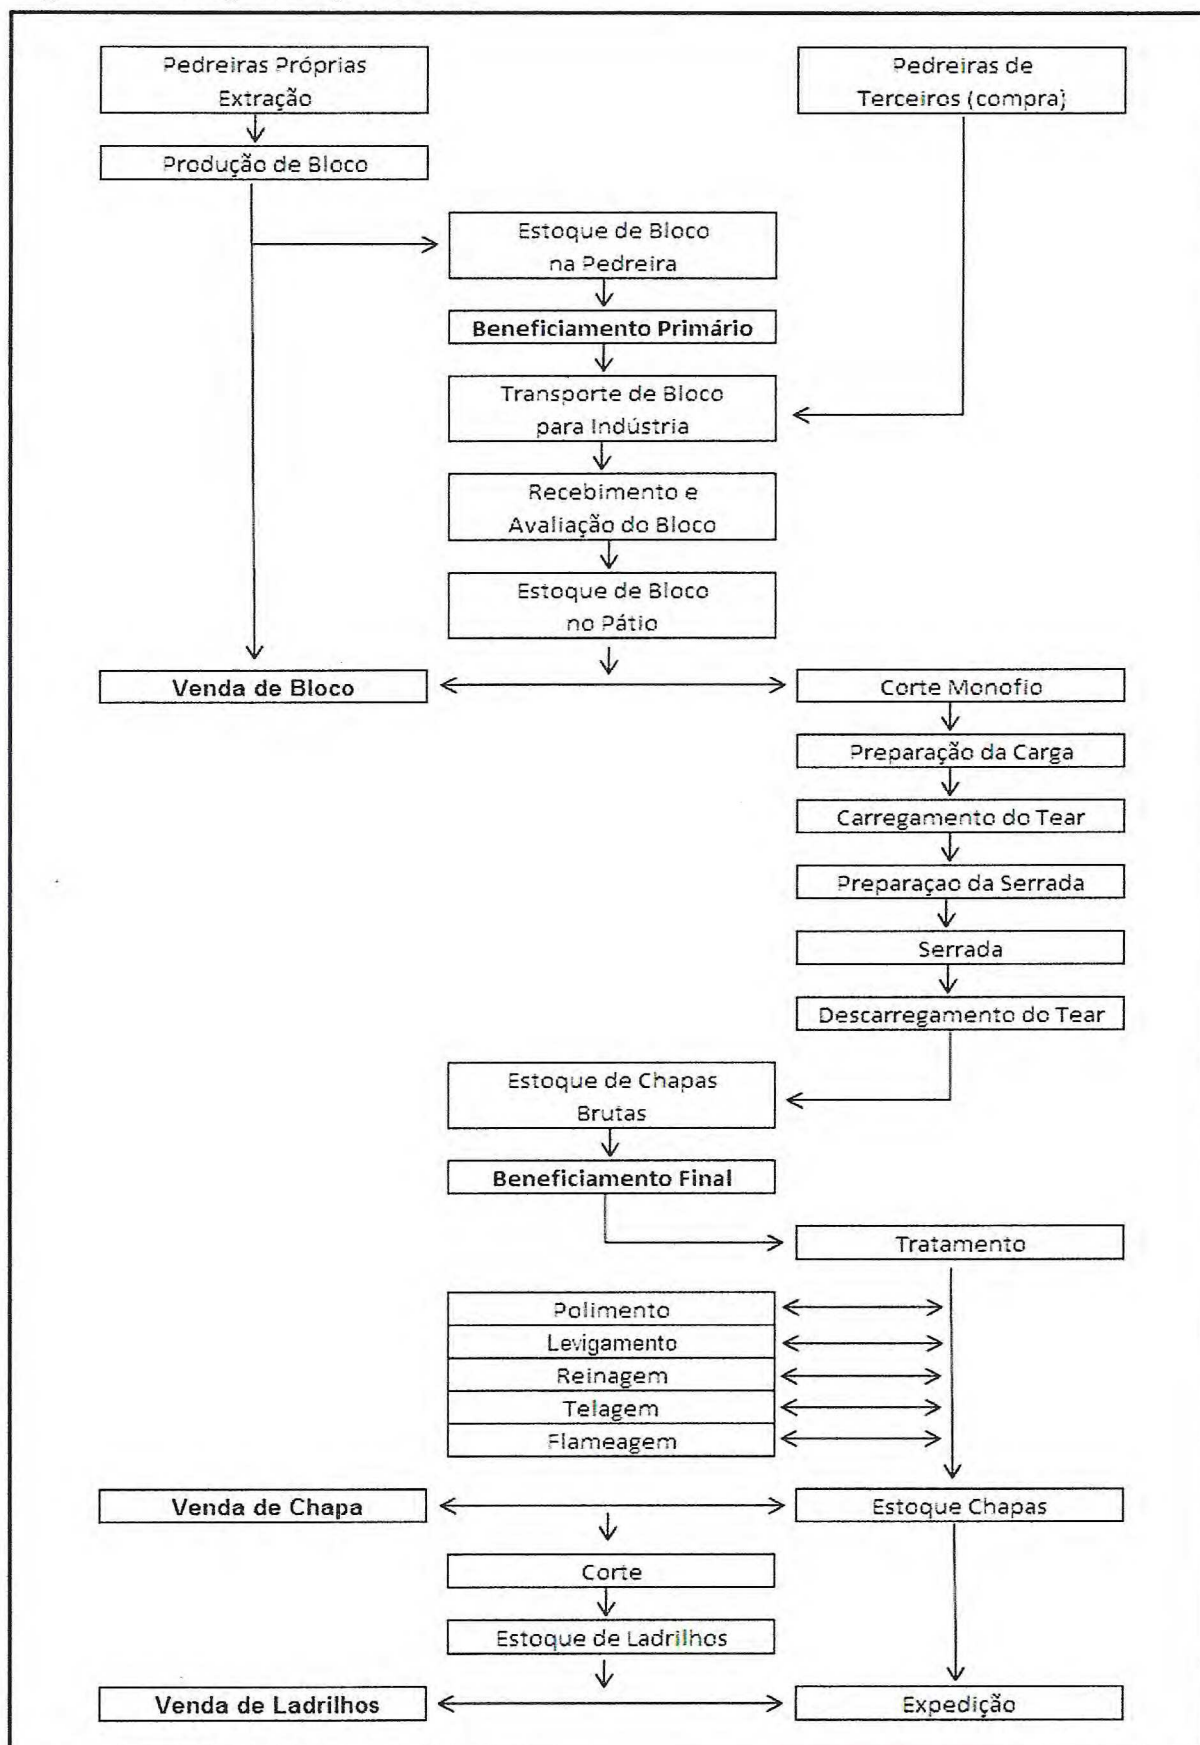 Pedreiras Próprias
Extração
Pedreiras de
Terceiros (compra)
Produção de Bloco
Estoque de Bloco
na Pedreira
Beneficiamento Primário
Transporte de Bloco
para Indústria
Recebimento e
Avaliação do Bloco
Estoque de Bloco
no Pátio
Venda de Bloco
Corte Monofio
Preparação da Carga
Carregamento do Tear
Preparaçao da Serrada
Serrada
Descarregamento do Tear
Estoque de Chapas
Brutas
Beneficiamento Final
Tratamento
Polimento
Levigamento
Reinagem
Telagem
Flameagem
Venda de Chapa
Estoque Chapas
Corte
Estoque de Ladrilhos
Venda de Ladrilhos
Expedição